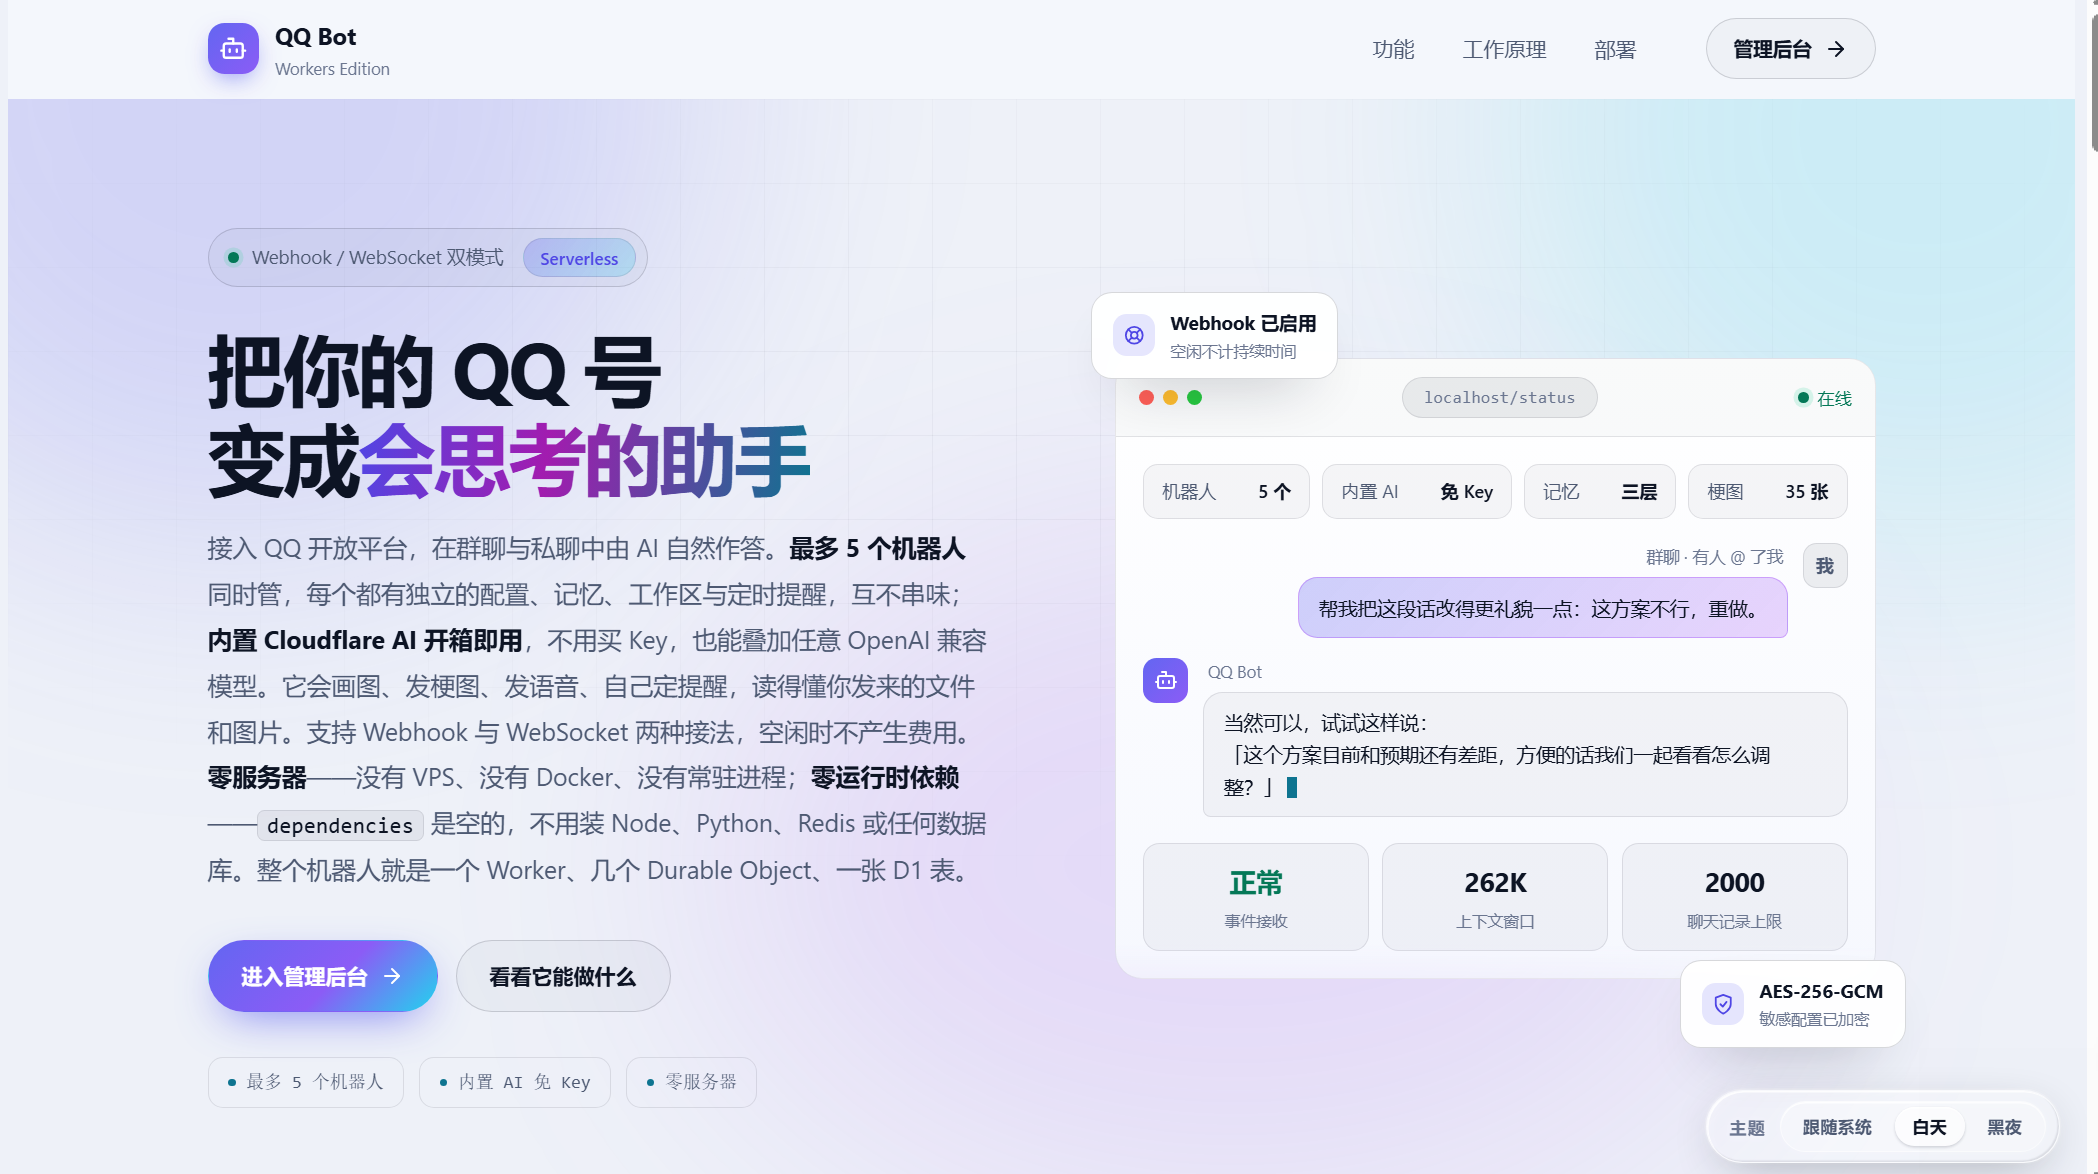 QQ Bot
Workers Edition
功能
工作原理
部署
管理后台
Webhook / WebSocket 双模式
Serverless
把你的 QQ 号
变成会思考的助手
接入 QQ 开放平台，在群聊与私聊中由 AI 自然作答。最多 5 个机器人
同时管，每个都有独立的配置、记忆、工作区与定时提醒，互不串味；
内置 Cloudflare AI 开箱即用，不用买 Key，也能叠加任意 OpenAI 兼容
模型。它会画图、发梗图、发语音、自己定提醒，读得懂你发来的文件
和图片。支持 Webhook 与 WebSocket 两种接法，空闲时不产生费用。
零服务器——没有 VPS、没有 Docker、没有常驻进程；零运行时依赖
——dependencies 是空的，不用装 Node、Python、Redis 或任何数据
库。整个机器人就是一个 Worker、几个 Durable Object、一张 D1 表。
进入管理后台
看看它能做什么
最多 5 个机器人
内置 AI 免 Key
零服务器
Webhook 已启用
空闲不计持续时间
localhost/status
在线
机器人 5 个
内置 AI 免 Key
记忆 三层
梗图 35 张
群聊 · 有人 @ 了我
我
帮我把这段话改得更礼貌一点：这方案不行，重做。
QQ Bot
当然可以，试试这样说：
「这个方案目前和预期还有差距，方便的话我们一起看看怎么调
整？」
正常
事件接收
262K
上下文窗口
2000
聊天记录上限
AES-256-GCM
敏感配置已加密
主题
跟随系统
白天
黑夜